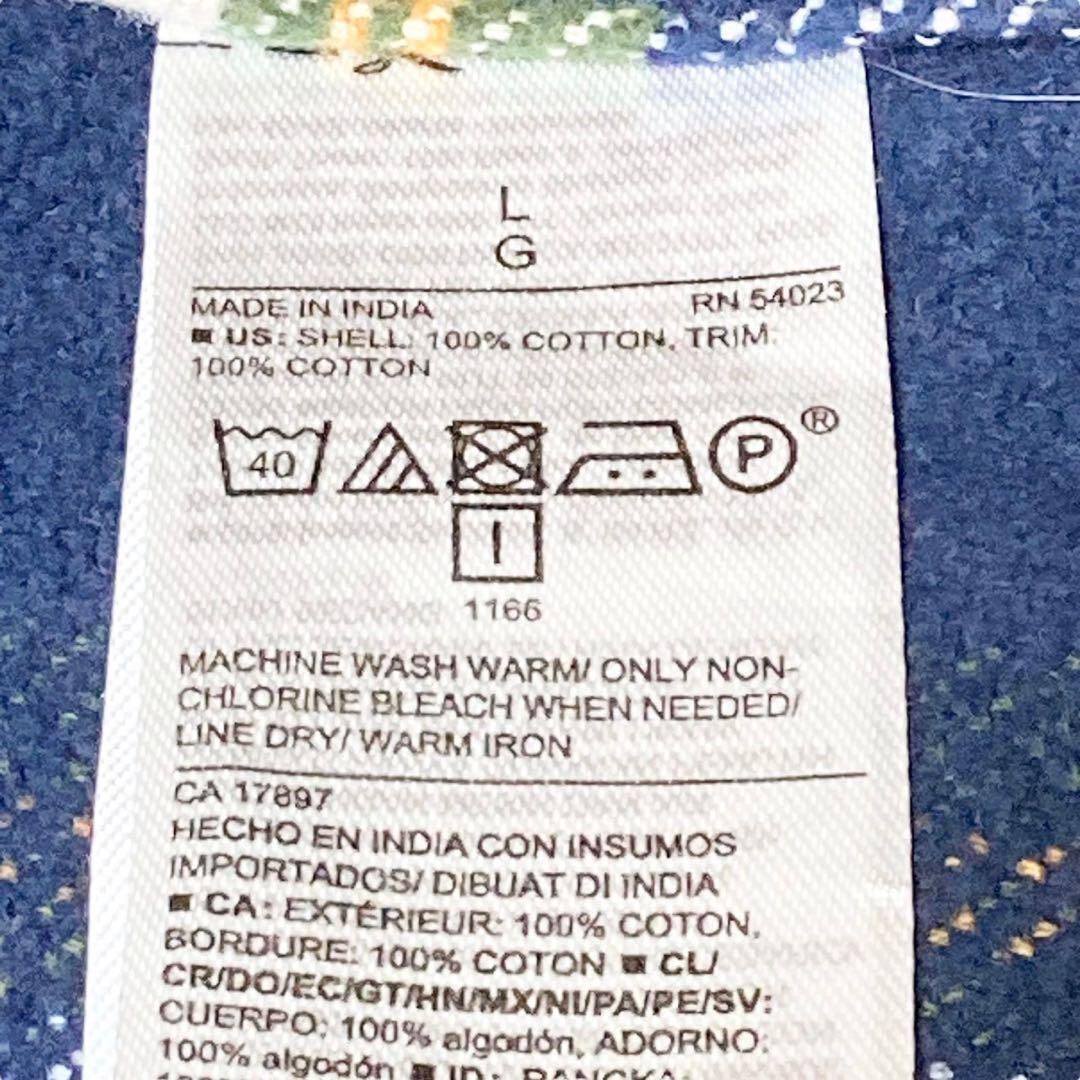 L
G
MADE IN INDIA RN 54023
■ US: SHELL: 100% COTTON, TRIM:
100% COTTON
40 P ®
1166
MACHINE WASH WARM/ ONLY NON-
CHLORINE BLEACH WHEN NEEDED/
LINE DRY/ WARM IRON
CA 17897
HECHO EN INDIA CON INSUMOS
IMPORTADOS/ DIBUAT DI INDIA
■ CA: EXTÉRIEUR: 100% COTON,
BORDURE: 100% COTON ■ CL/
CR/DO/EC/GT/HN/MX/NI/PA/PE/SV:
CUERPO: 100% algodón, ADORNO:
100% algodón ■ ID: RANGKA: